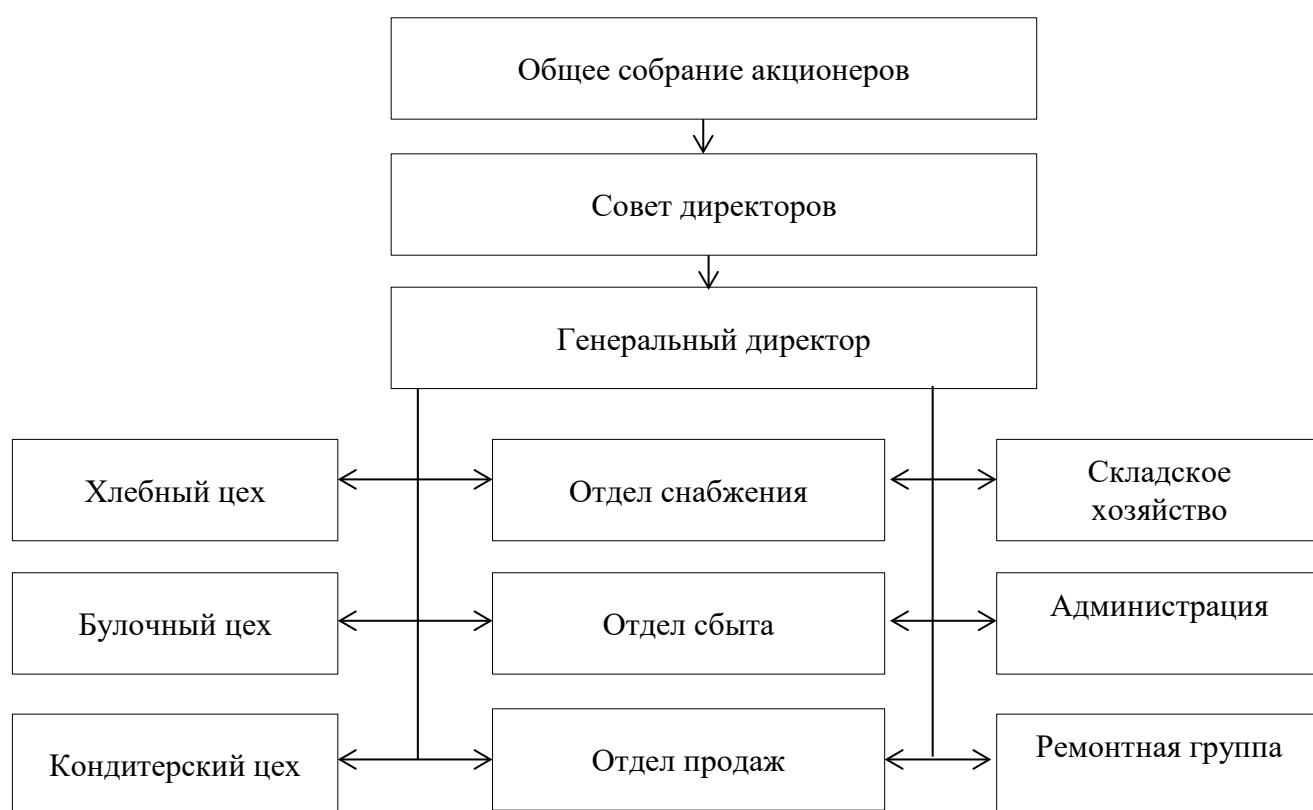 Общее собрание акционеров
Совет директоров
Генеральный директор
Хлебный цех
Отдел снабжения
Складское
хозяйство
Булочный цех
Отдел сбыта
Администрация
Кондитерский цех
Отдел продаж
Ремонтная группа